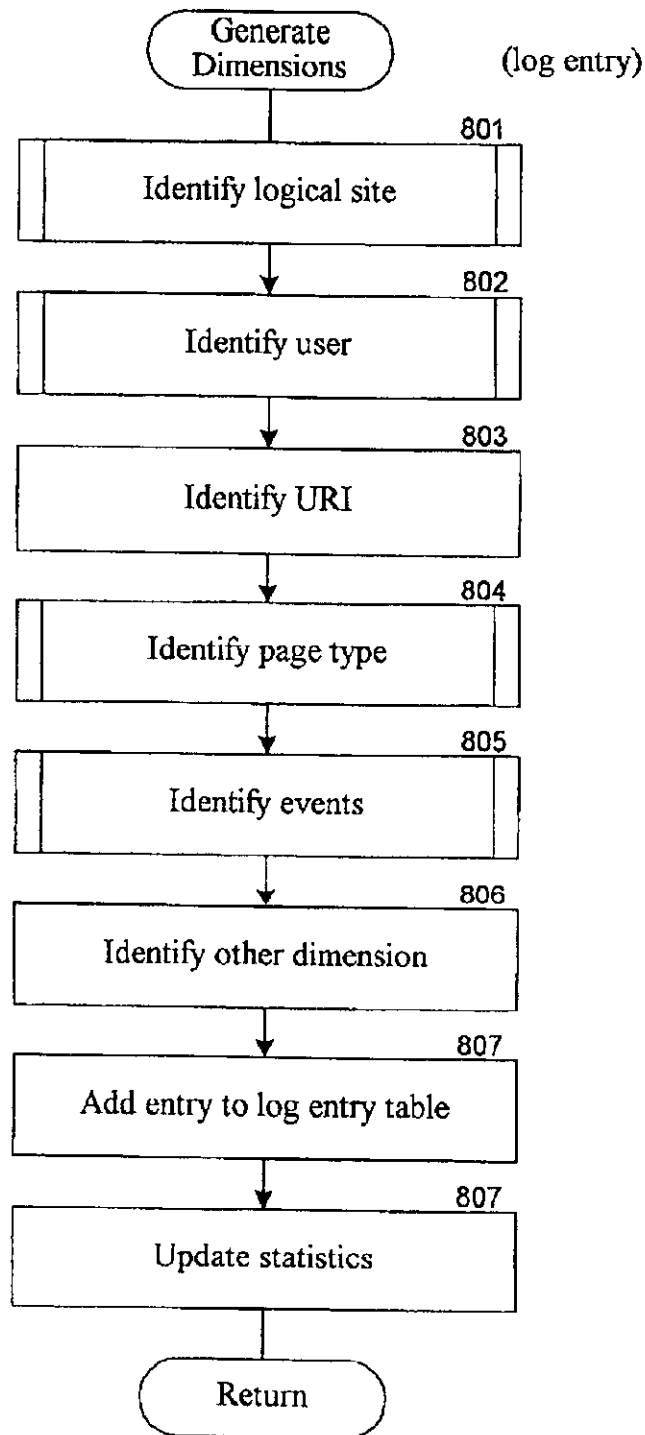 Generate
Dimensions
(log entry)
801
Identify logical site
802
Identify user
803
Identify URI
804
Identify page type
805
Identify events
806
Identify other dimension
807
Add entry to log entry table
807
Update statistics
Return